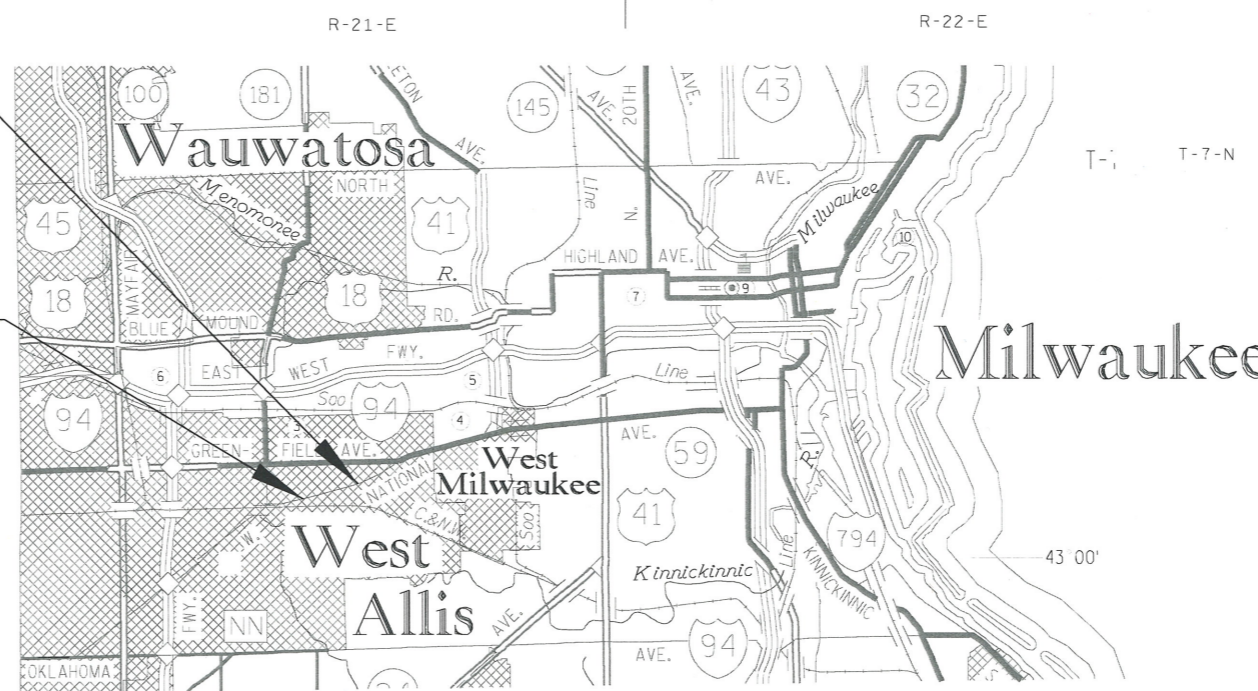 R-21-E
R-22-E
100
181
ETON
AVE.
145
AVE.
20TH
N.
AVE.
43
32
Wauwatosa
T-7-N
NORTH
AVE.
Menomonee
R.
Line
Milwaukee
45
41
HIGHLAND AVE.
10
18
MAYFAIR
18
7
9
BLUE MOUND RD.
Milwaukee
EAST WEST FWY.
6
5
Line
Soo
94
94
4
GREEN-
FIELD AVE.
AVE.
59
R.
NATIONAL
West
Milwaukee
C.&N.W.
Soo
41
West
Allis
W.
794
43°00'
Kinnickinnic
Line
KINNICKINNIC
FWY.
NN
AVE.
AVE.
94
OKLAHOMA